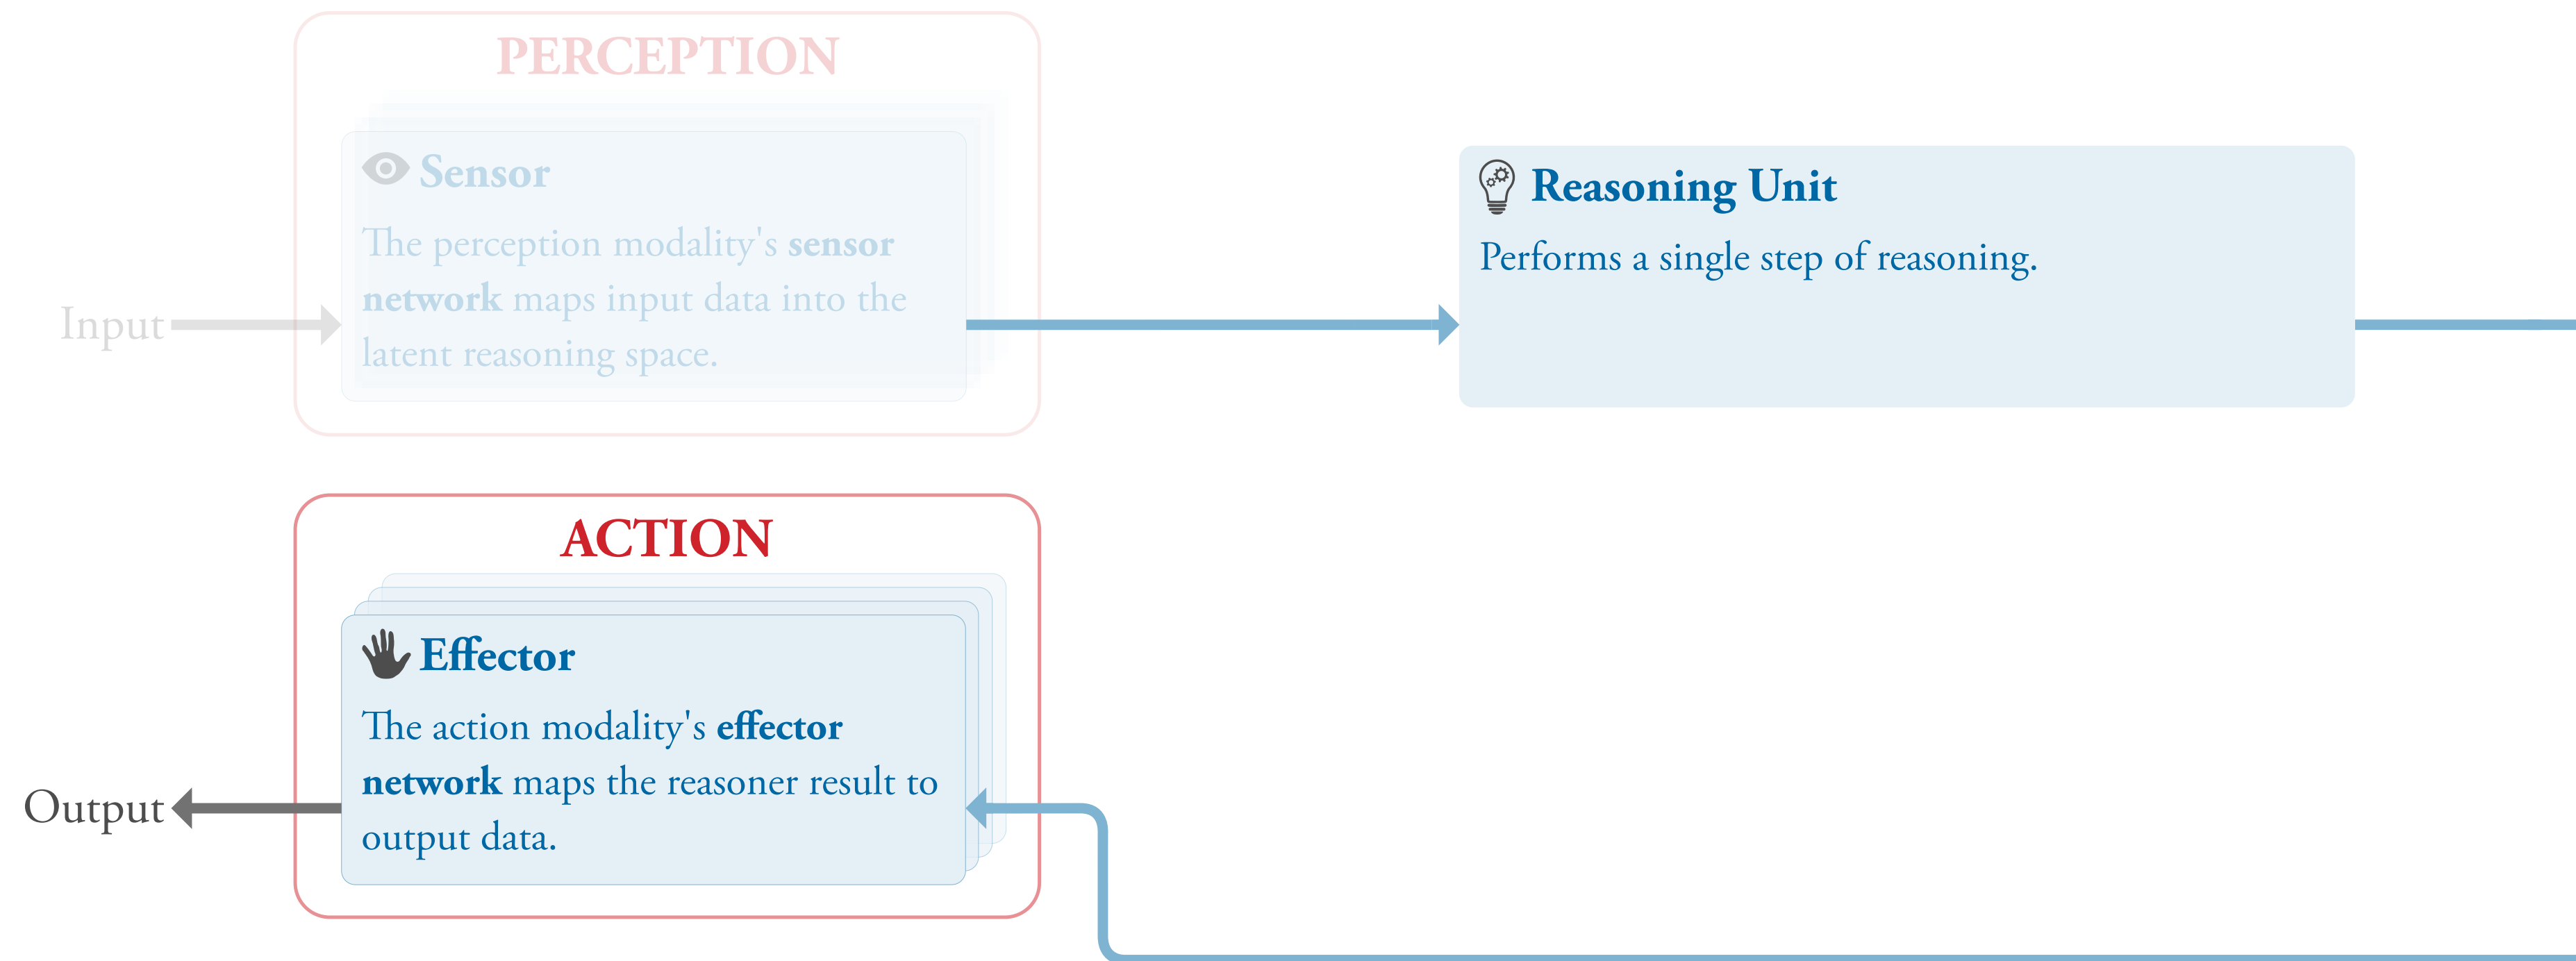 PERCEPTION
Sensor
The perception modality's sensor
network maps input data into the
latent reasoning space.
Input
Reasoning Unit
Performs a single step of reasoning.
ACTION
Effector
The action modality's effector
network maps the reasoner result to
output data.
Output